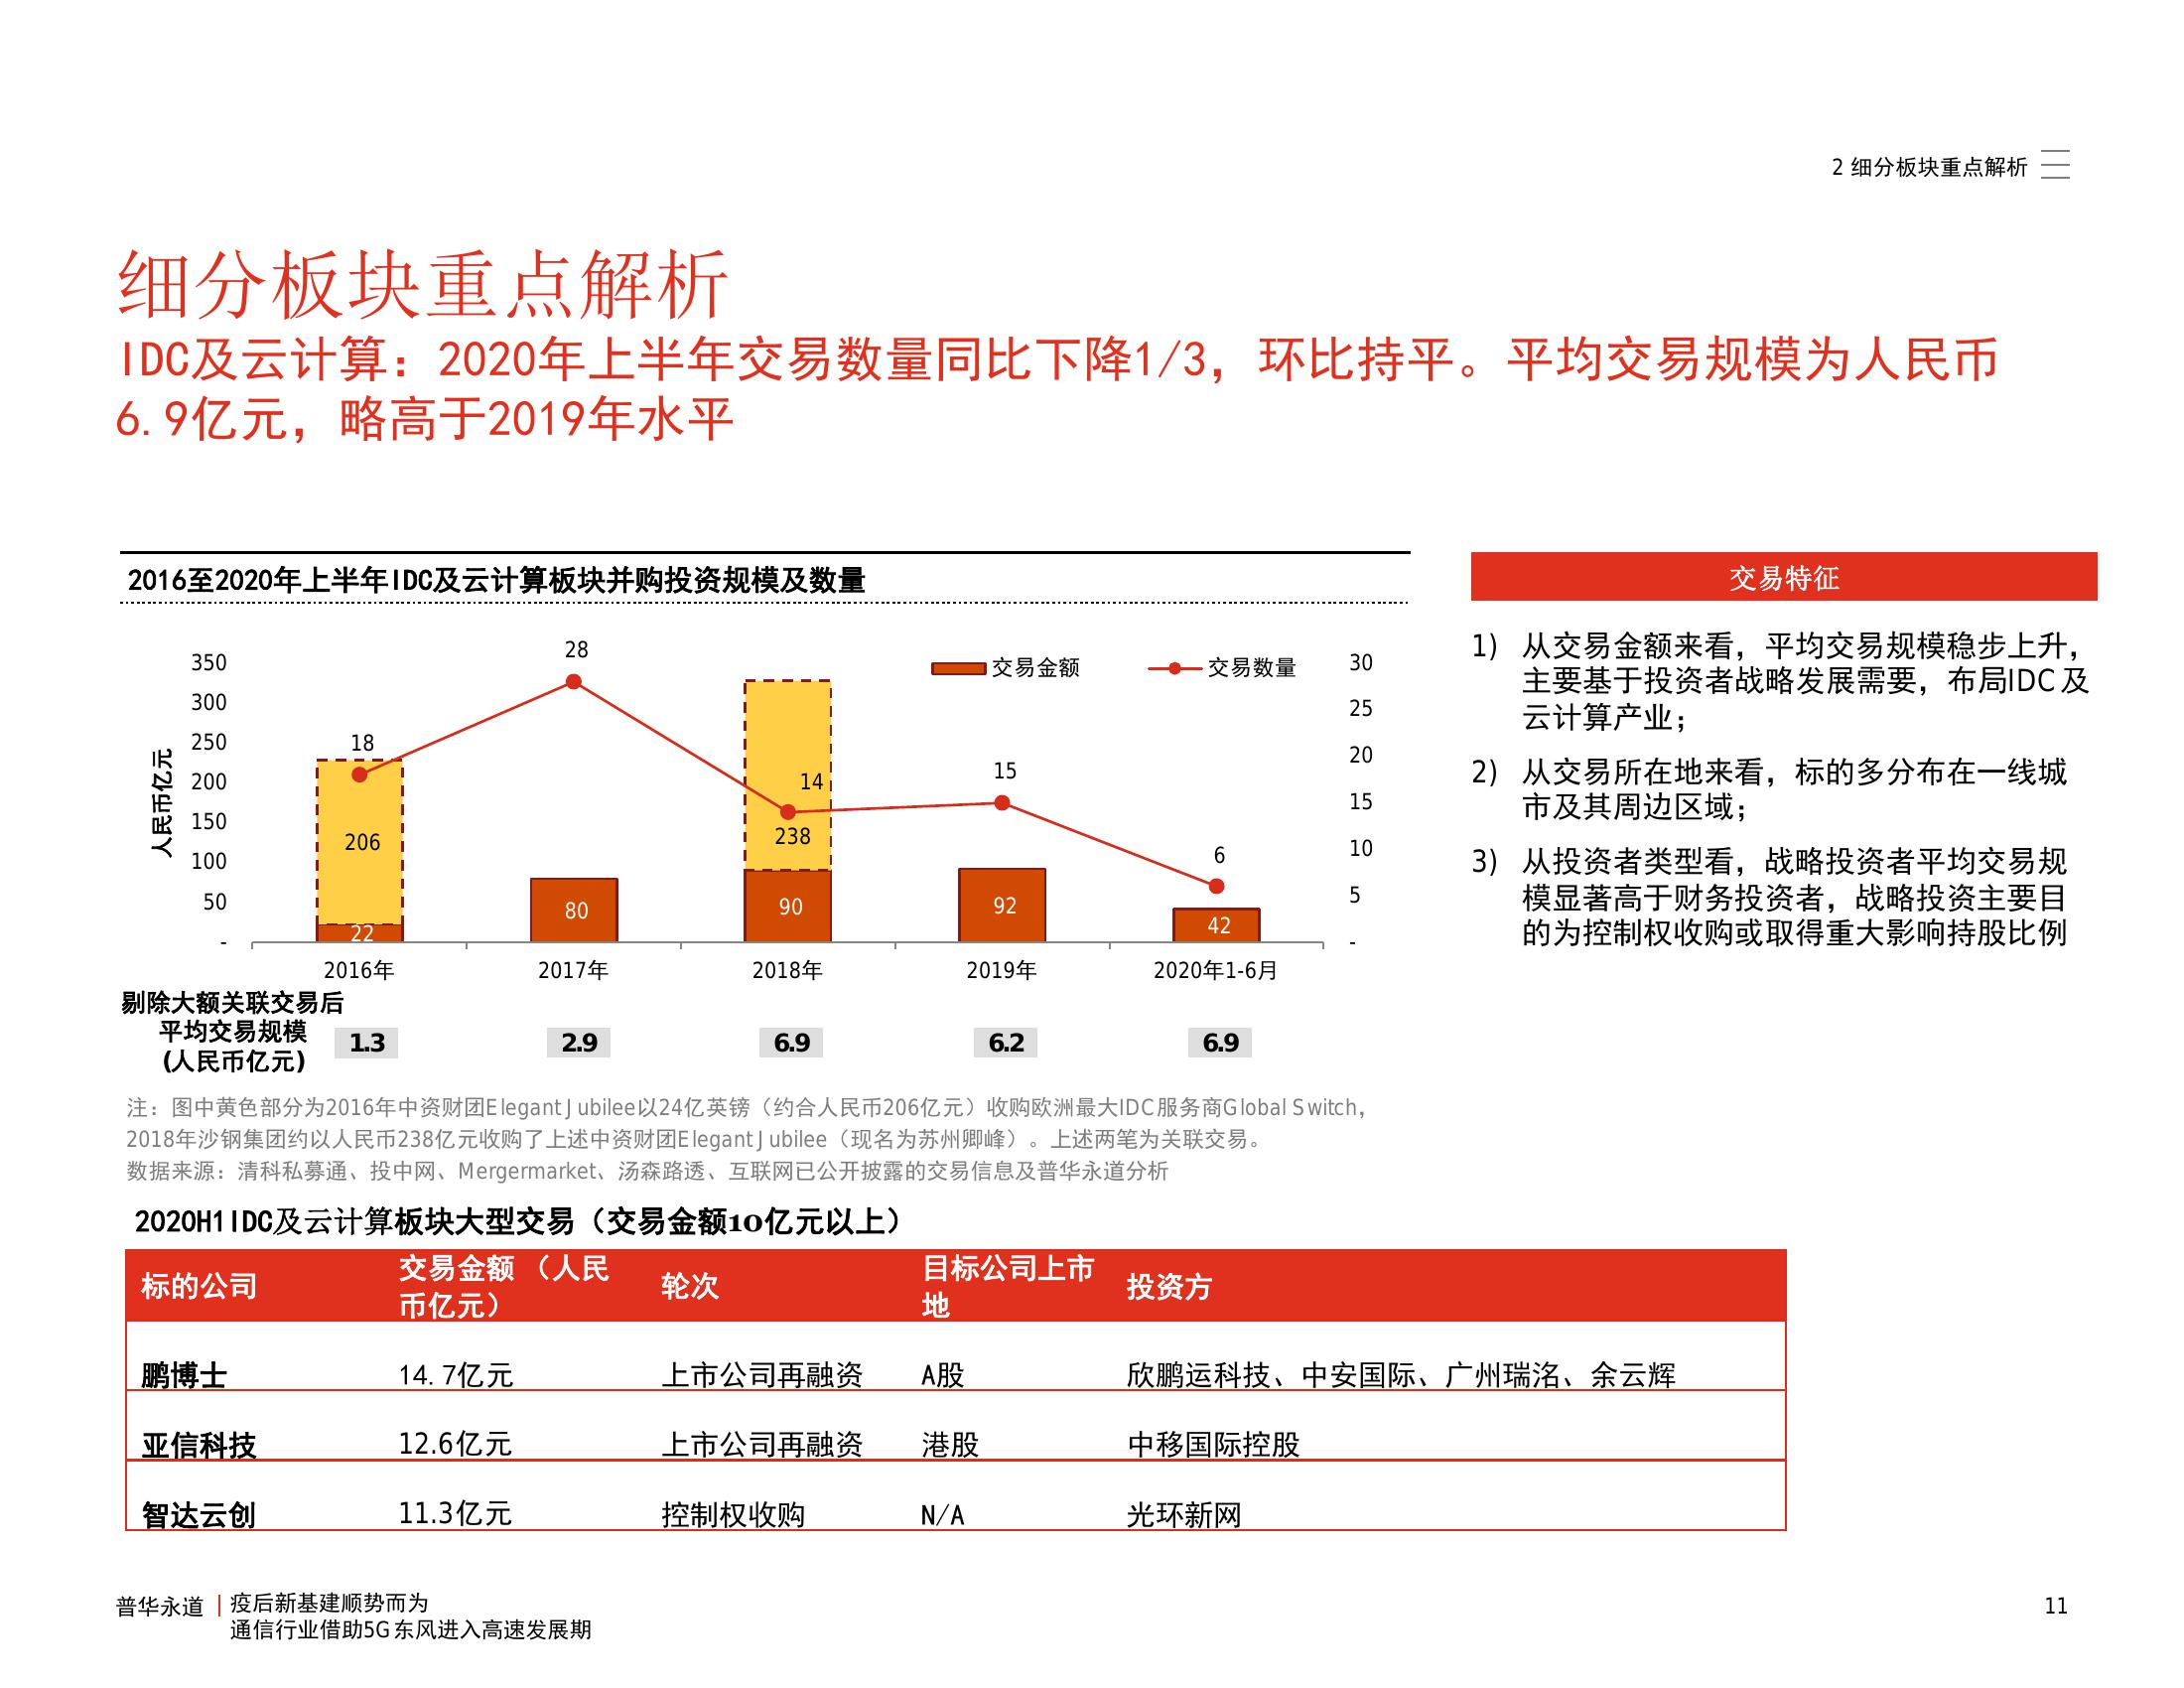 2 细分板块重点解析
细分板块重点解析
IDC及云计算：2020年上半年交易数量同比下降1/3，环比持平。平均交易规模为人民币
6.9亿元，略高于2019年水平
2016至2020年上半年IDC及云计算板块并购投资规模及数量
人民币亿元
350
300
250
200
150
100
50
-
交易金额
交易数量
30
25
20
15
10
5
-
18
28
14
15
6
206
22
80
238
90
92
42
2016年
2017年
2018年
2019年
2020年1-6月
剔除大额关联交易后
平均交易规模
(人民币亿元)
1.3
2.9
6.9
6.2
6.9
注：图中黄色部分为2016年中资财团Elegant Jubilee以24亿英镑（约合人民币206亿元）收购欧洲最大IDC服务商Global Switch，
2018年沙钢集团约以人民币238亿元收购了上述中资财团Elegant Jubilee（现名为苏州卿峰）。上述两笔为关联交易。
数据来源：清科私募通、投中网、Mergermarket、汤森路透、互联网已公开披露的交易信息及普华永道分析
交易特征
1) 从交易金额来看，平均交易规模稳步上升，
主要基于投资者战略发展需要，布局IDC及
云计算产业；
2) 从交易所在地来看，标的多分布在一线城
市及其周边区域；
3) 从投资者类型看，战略投资者平均交易规
模显著高于财务投资者，战略投资主要目
的为控制权收购或取得重大影响持股比例
2020H1IDC及云计算板块大型交易（交易金额10亿元以上）
标的公司 交易金额（人民 轮次 目标公司上市 投资方
币亿元） 地
鹏博士 14.7亿元 上市公司再融资 A股 欣鹏运科技、中安国际、广州瑞洺、余云辉
亚信科技 12.6亿元 上市公司再融资 港股 中移国际控股
智达云创 11.3亿元 控制权收购 N/A 光环新网
普华永道 疫后新基建顺势而为
通信行业借助5G东风进入高速发展期
11